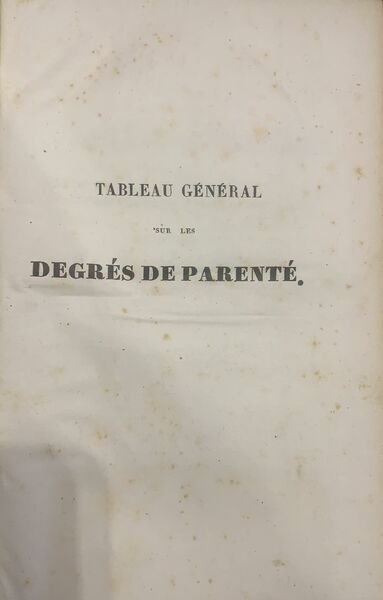 TABLEAU GÉNÉRAL
SUR LES
DEGRÉS DE PARENTÉ.